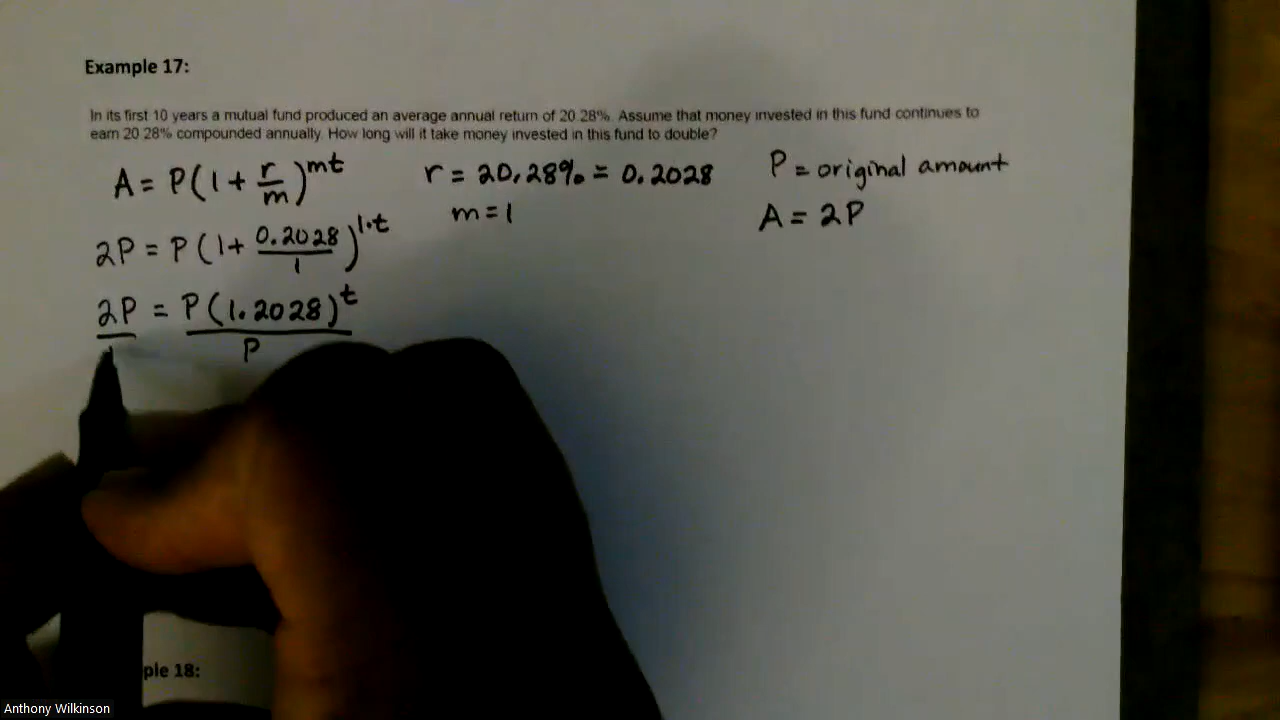 Example 17:
In its first 10 years a mutual fund produced an average annual return of 20.28%. Assume that money invested in this fund continues to
earn 20.28% compounded annually. How long will it take money invested in this fund to double?
A = P(1 + r/m)^mt    r = 20.28% = 0.2028    P = original amount
m = 1    A = 2P
2P = P(1 + 0.2028/1)^1·t
2P = P(1.2028)^t
P
ple 18:
Anthony Wilkinson